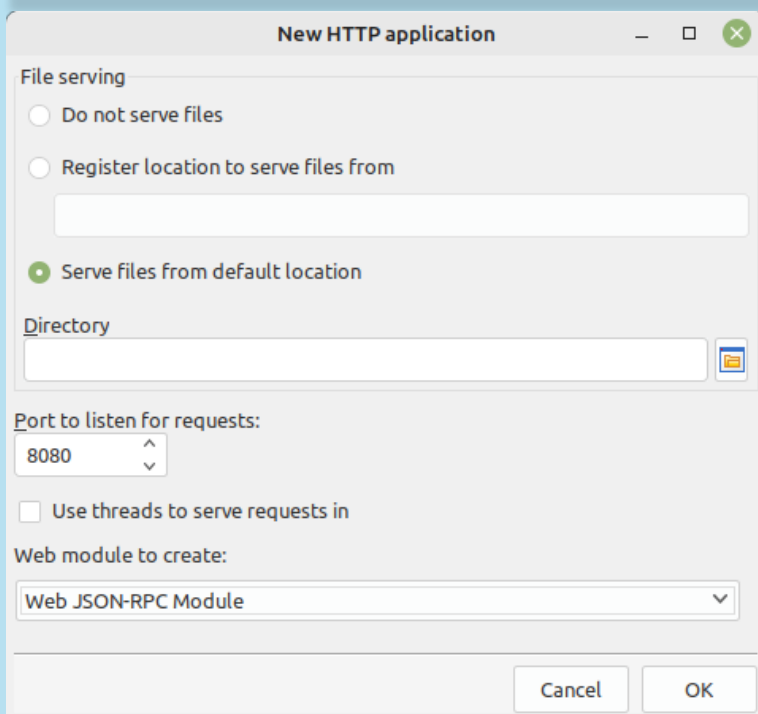 New HTTP application
File serving
Do not serve files
Register location to serve files from
Serve files from default location
Directory
Port to listen for requests:
8080
Use threads to serve requests in
Web module to create:
Web JSON-RPC Module
Cancel OK